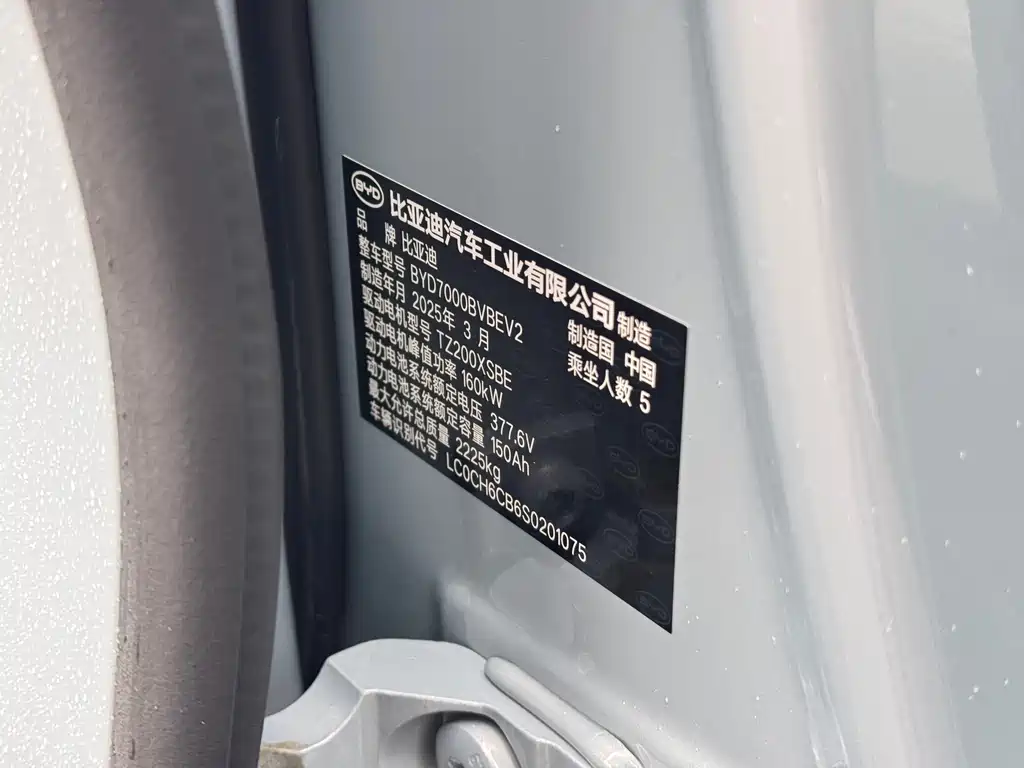 BYD 比亚迪汽车工业有限公司 制造
品 牌 比亚迪 制造国 中国
整车型号 BYD7000BVBEV2 乘坐人数 5
制造年月 2025年 3 月
驱动电机型号 TZ200XSBE
驱动电机峰值功率 160kW
动力电池系统额定电压 377.6V
动力电池系统额定容量 150Ah
最大允许总质量 2225kg
车辆识别代号 LC0CH6CB6S0201075